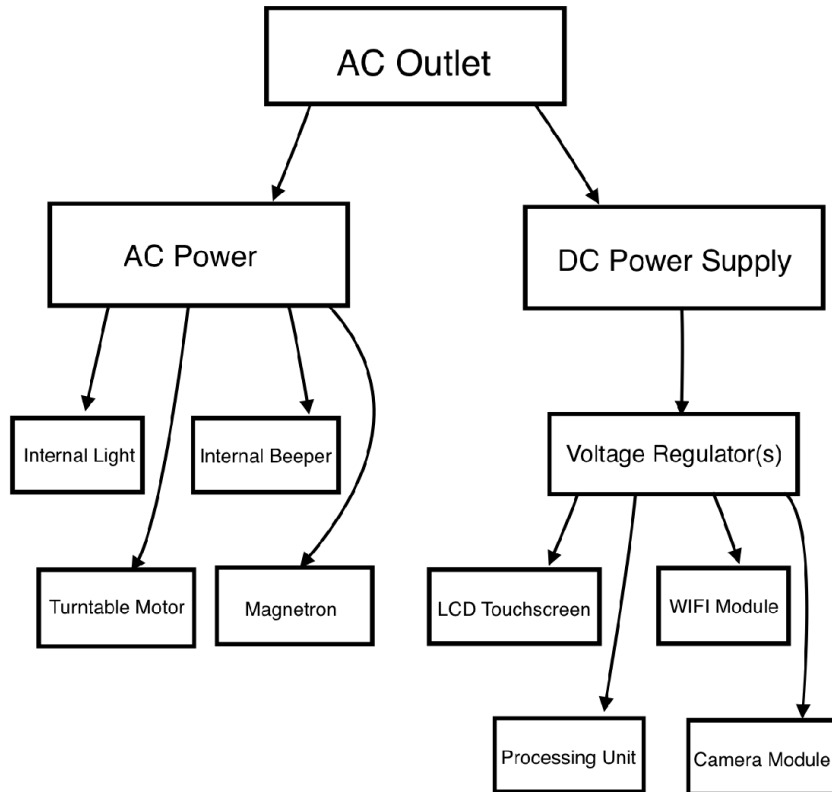 AC Outlet
AC Power
DC Power Supply
Internal Light
Internal Beeper
Voltage Regulator(s)
Turntable Motor
Magnetron
LCD Touchscreen
WIFI Module
Processing Unit
Camera Module